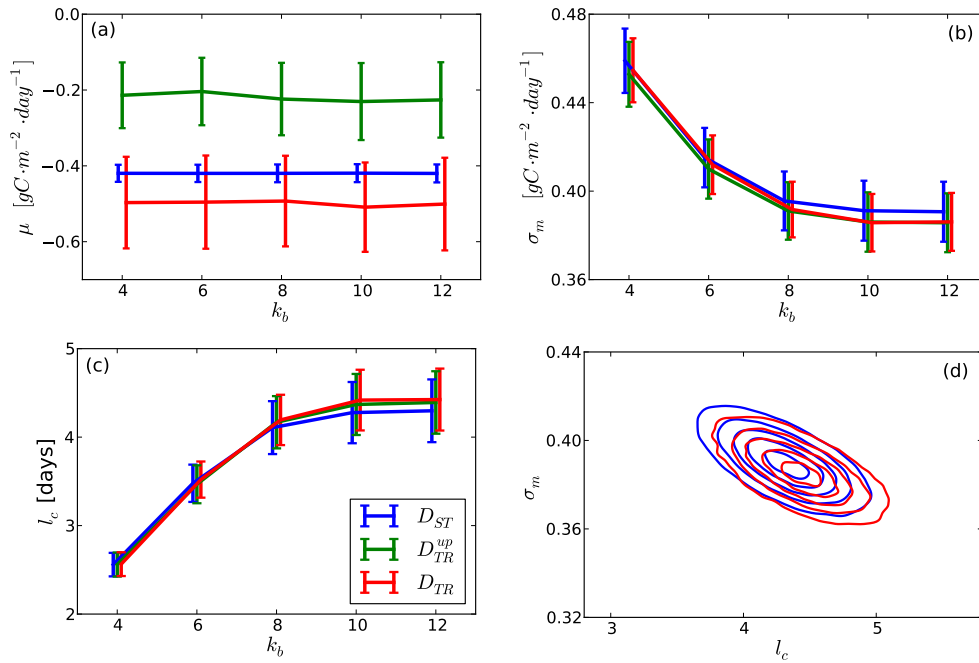 (a)
0.0
−0.2
−0.4
−0.6
μ [gC·m⁻²·day⁻¹]
4 6 8 10 12
k_b
(b)
0.48
0.44
0.40
0.36
σ_m [gC·m⁻²·day⁻¹]
4 6 8 10 12
k_b
(c)
5
4
3
2
l_c [days]
D_ST
D_TR^up
D_TR
4 6 8 10 12
k_b
(d)
0.44
0.40
0.36
0.32
σ_m
3 4 5
l_c